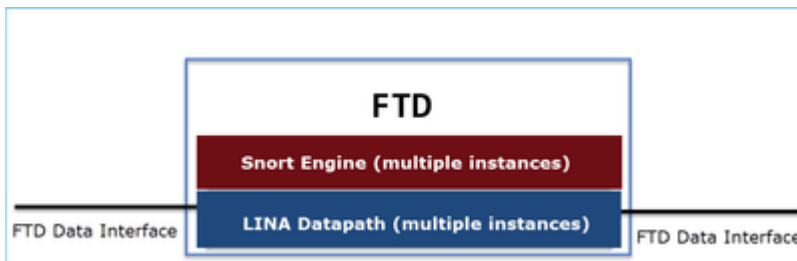 FTD
Snort Engine (multiple instances)
LINA Datapath (multiple instances)
FTD Data Interface
FTD Data Interface